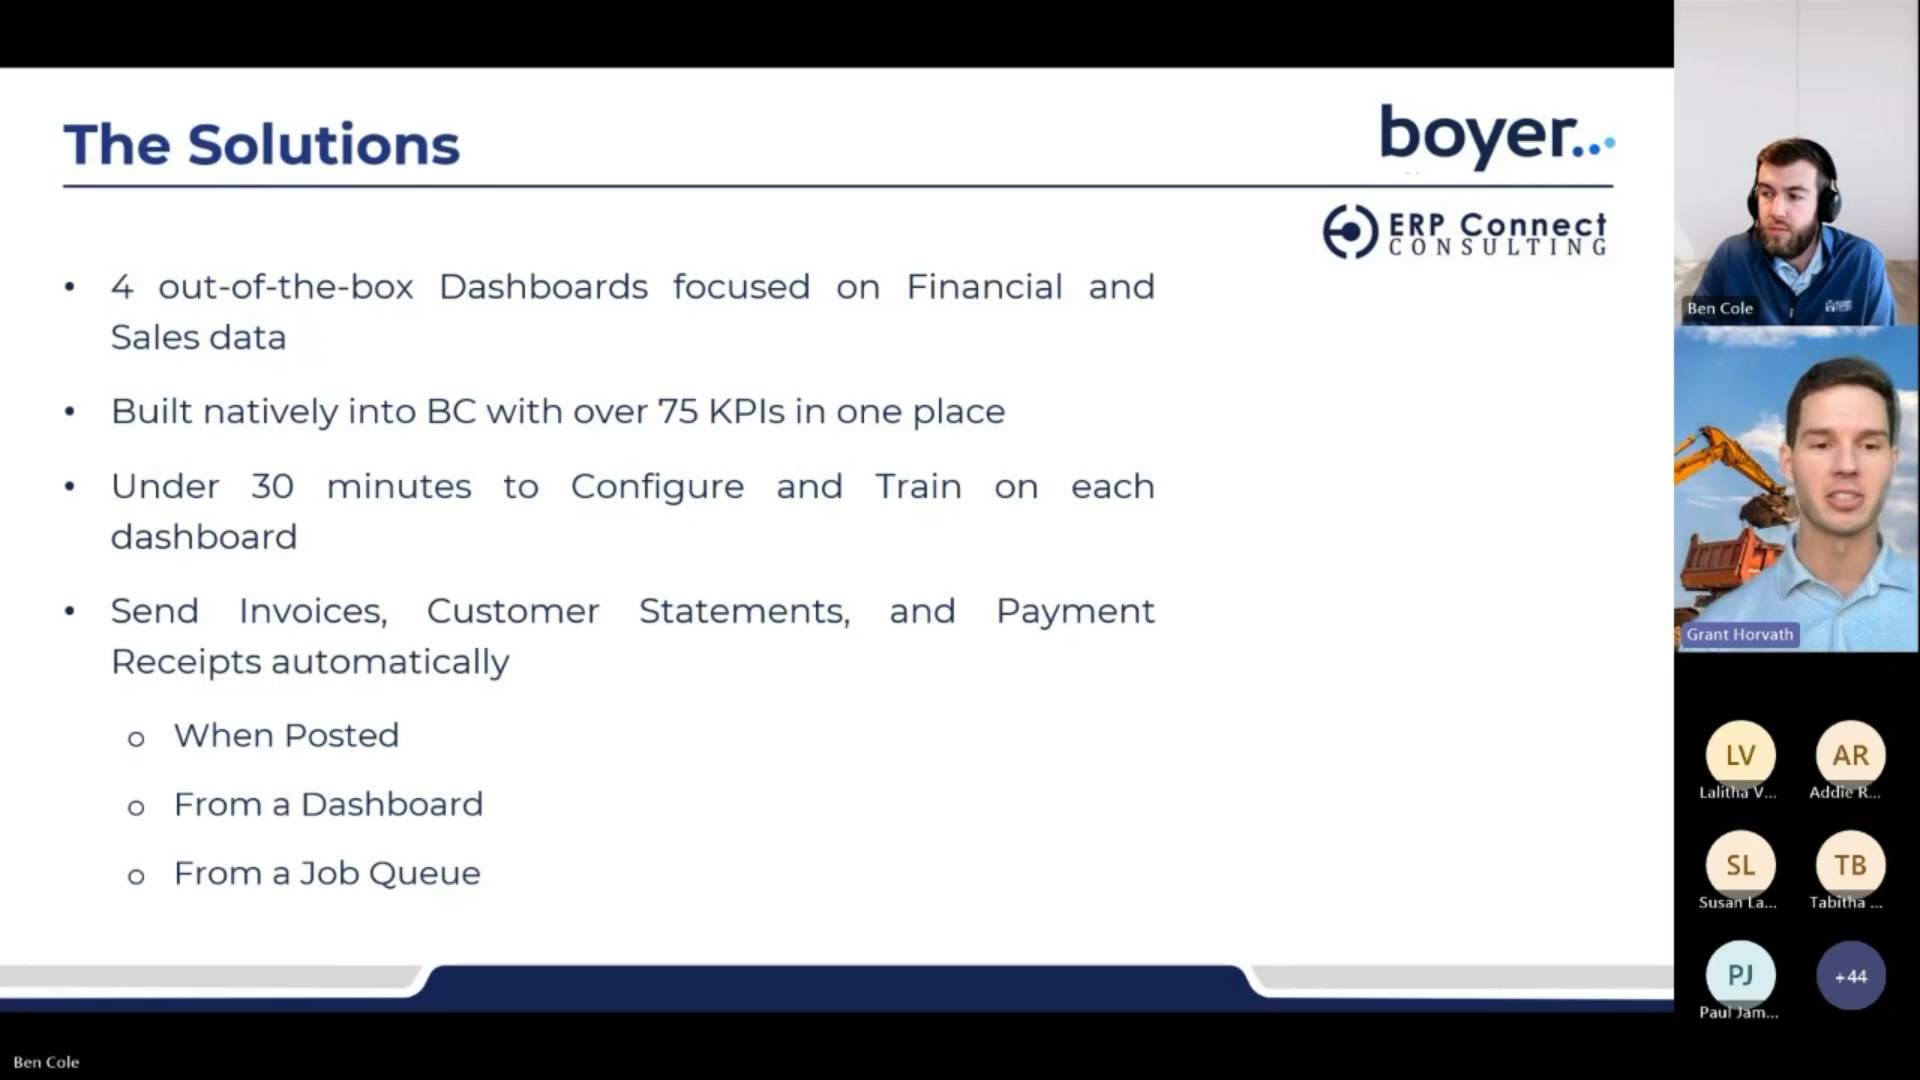 The Solutions
boyer...
ERP Connect
CONSULTING
• 4 out-of-the-box Dashboards focused on Financial and
Sales data
• Built natively into BC with over 75 KPIs in one place
• Under 30 minutes to Configure and Train on each
dashboard
• Send Invoices, Customer Statements, and Payment
Receipts automatically
o When Posted
o From a Dashboard
o From a Job Queue
Ben Cole
Grant Horvath
LV
Lalitha V...
AR
Addie R...
SL
Susan La...
TB
Tabitha ...
PJ
Paul Jam...
+44
Ben Cole